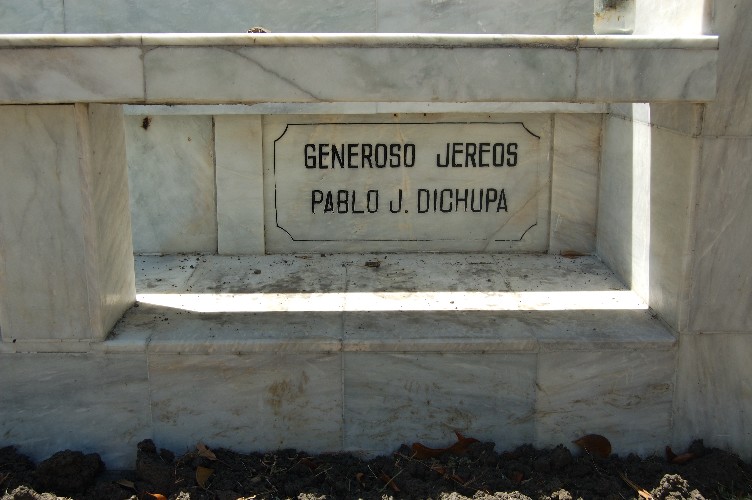 GENEROSO JEREOS
PABLO J. DICHUPA